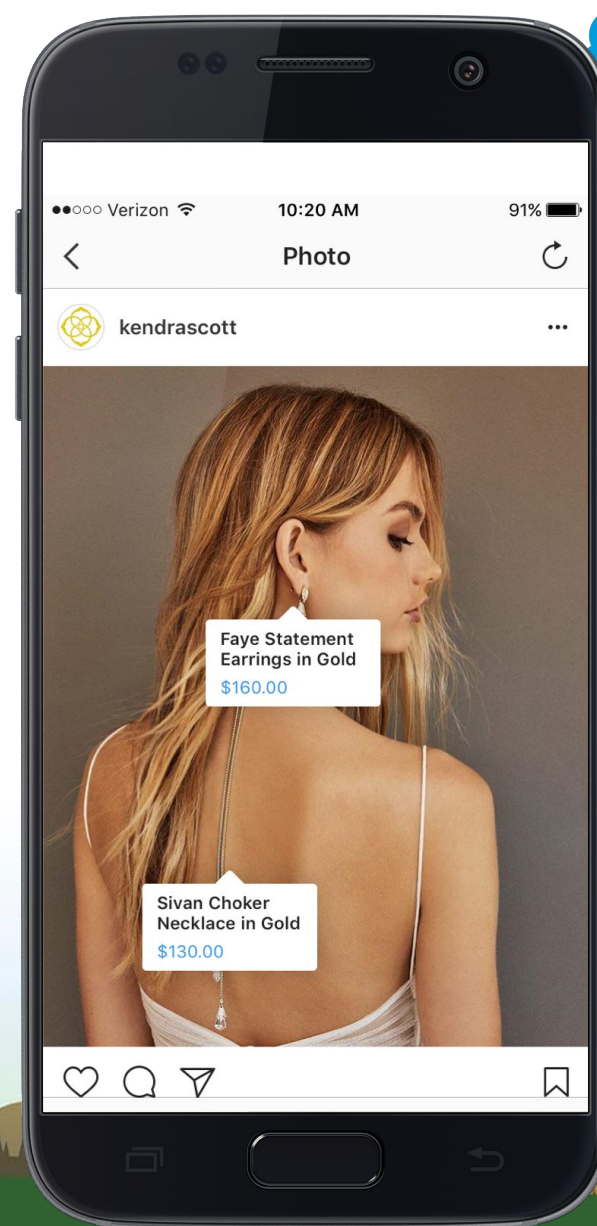 Verizon 10:20 AM 91%
Photo
kendrascott
Faye Statement
Earrings in Gold
$160.00
Sivan Choker
Necklace in Gold
$130.00